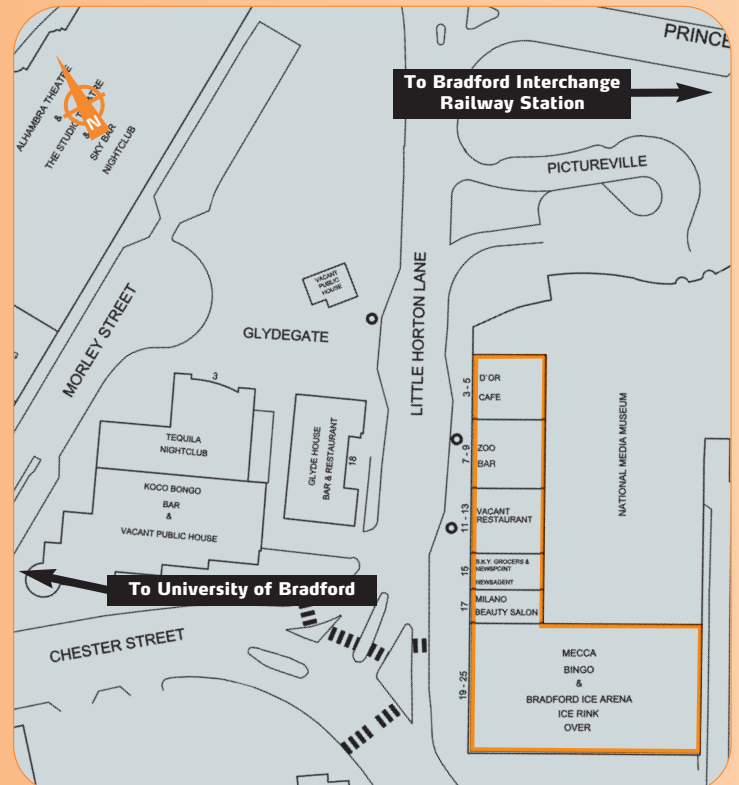 PRINCE
To Bradford Interchange
Railway Station
ALHAMBRA THEATRE
&
THE STUDIO THEATRE
&
SKY BAR
NIGHTCLUB
N
PICTUREVILLE
VACANT
PUBLIC
HOUSE
LITTLE HORTON LANE
GLYDEGATE
MORLEY STREET
3 - 5
D'OR
CAFE
7 - 9
ZOO
BAR
NATIONAL MEDIA MUSEUM
3
TEQUILA
NIGHTCLUB
GLYDE HOUSE
BAR & RESTAURANT
18
KOCO BONGO
BAR
&
VACANT PUBLIC HOUSE
11 - 13
VACANT
RESTAURANT
15
S.K.Y. GROCERS &
NEWSPOINT
NEWSAGENT
17
MILANO
BEAUTY SALON
To University of Bradford
CHESTER STREET
19 - 25
MECCA
BINGO
&
BRADFORD ICE ARENA
ICE RINK
OVER